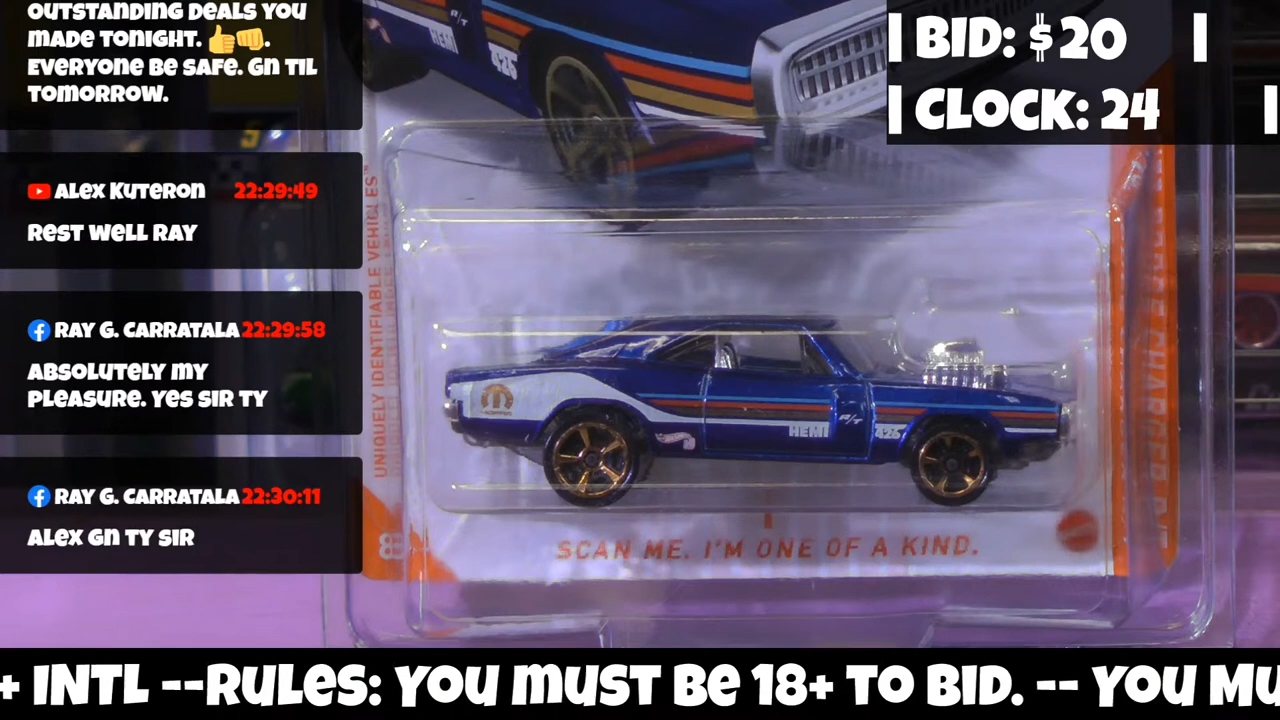 OUTSTANDING DEALS YOU
MADE TONIGHT. 👍👊.
EVERYONE BE SAFE. GN TIL
TOMORROW.
ALEX KUTERON 22:29:49
REST WELL RAY
RAY G. CARRATALA 22:29:58
ABSOLUTELY MY
PLEASURE. YES SIR TY
RAY G. CARRATALA 22:30:11
ALEX GN TY SIR
| BID: $20 |
| CLOCK: 24 |
R/T
HEMI
426
UNIQUELY IDENTIFIABLE VEHICLES™
HEMI
R/T
426
SCAN ME. I'M ONE OF A KIND.
+ INTL --RULES: YOU MUST BE 18+ TO BID. -- YOU MU